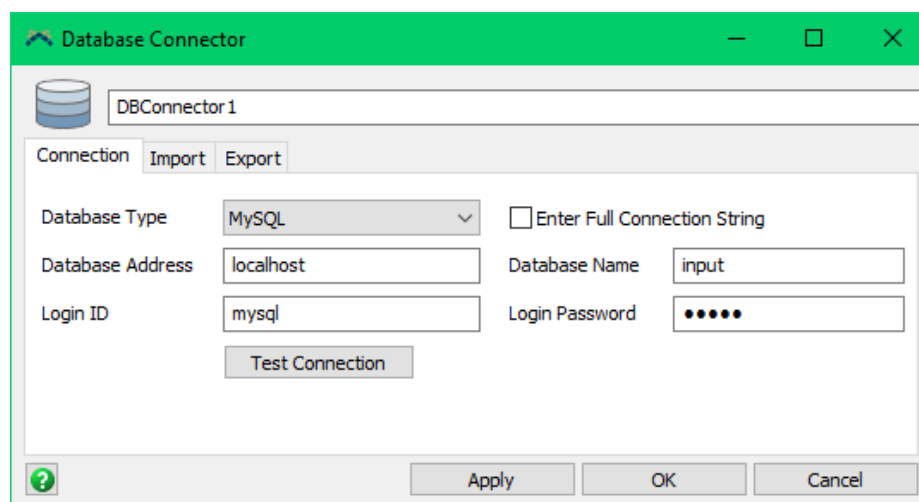 Database Connector
DBConnector1
Connection Import Export
Database Type MySQL Enter Full Connection String
Database Address localhost Database Name input
Login ID mysql Login Password •••••
Test Connection
? Apply OK Cancel